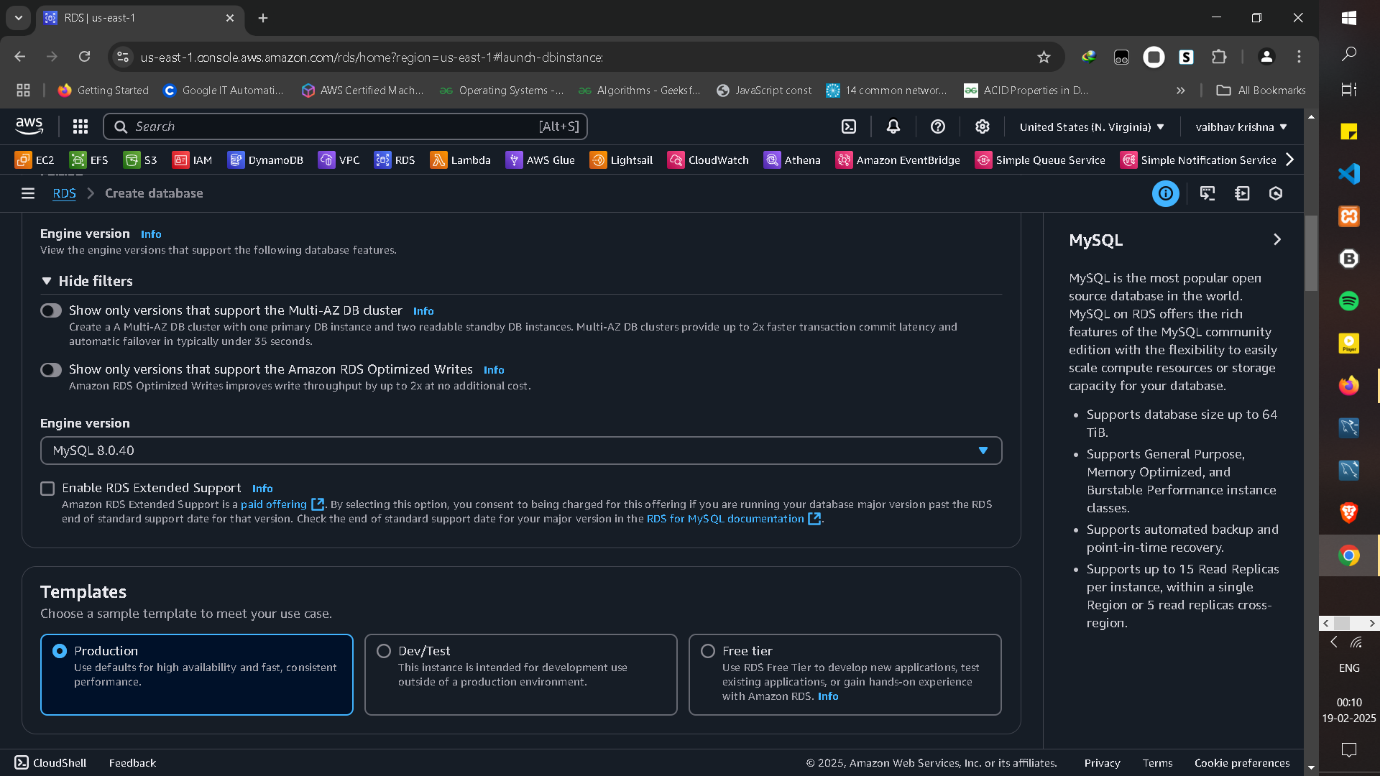 RDS | us-east-1
us-east-1.console.aws.amazon.com/rds/home?region=us-east-1#launch-dbinstance:
Getting Started
Google IT Automati...
AWS Certified Mach...
Operating Systems -...
Algorithms - Geeksf...
JavaScript const
14 common networ...
ACID Properties in D...
»
All Bookmarks
aws
Search
[Alt+S]
United States (N. Virginia)
vaibhav krishna
EC2
EFS
S3
IAM
DynamoDB
VPC
RDS
Lambda
AWS Glue
Lightsail
CloudWatch
Athena
Amazon EventBridge
Simple Queue Service
Simple Notification Service
RDS > Create database
Engine version Info
View the engine versions that support the following database features.
Hide filters
Show only versions that support the Multi-AZ DB cluster Info
Create a A Multi-AZ DB cluster with one primary DB instance and two readable standby DB instances. Multi-AZ DB clusters provide up to 2x faster transaction commit latency and
automatic failover in typically under 35 seconds.
Show only versions that support the Amazon RDS Optimized Writes Info
Amazon RDS Optimized Writes improves write throughput by up to 2x at no additional cost.
Engine version
MySQL 8.0.40
Enable RDS Extended Support Info
Amazon RDS Extended Support is a paid offering. By selecting this option, you consent to being charged for this offering if you are running your database major version past the RDS
end of standard support date for that version. Check the end of standard support date for your major version in the RDS for MySQL documentation.
Templates
Choose a sample template to meet your use case.
Production
Use defaults for high availability and fast, consistent
performance.
Dev/Test
This instance is intended for development use
outside of a production environment.
Free tier
Use RDS Free Tier to develop new applications, test
existing applications, or gain hands-on experience
with Amazon RDS. Info
MySQL
MySQL is the most popular open
source database in the world.
MySQL on RDS offers the rich
features of the MySQL community
edition with the flexibility to easily
scale compute resources or storage
capacity for your database.
• Supports database size up to 64
TiB.
• Supports General Purpose,
Memory Optimized, and
Burstable Performance instance
classes.
• Supports automated backup and
point-in-time recovery.
• Supports up to 15 Read Replicas
per instance, within a single
Region or 5 read replicas cross-
region.
CloudShell
Feedback
© 2025, Amazon Web Services, Inc. or its affiliates.
Privacy
Terms
Cookie preferences
ENG
00:10
19-02-2025